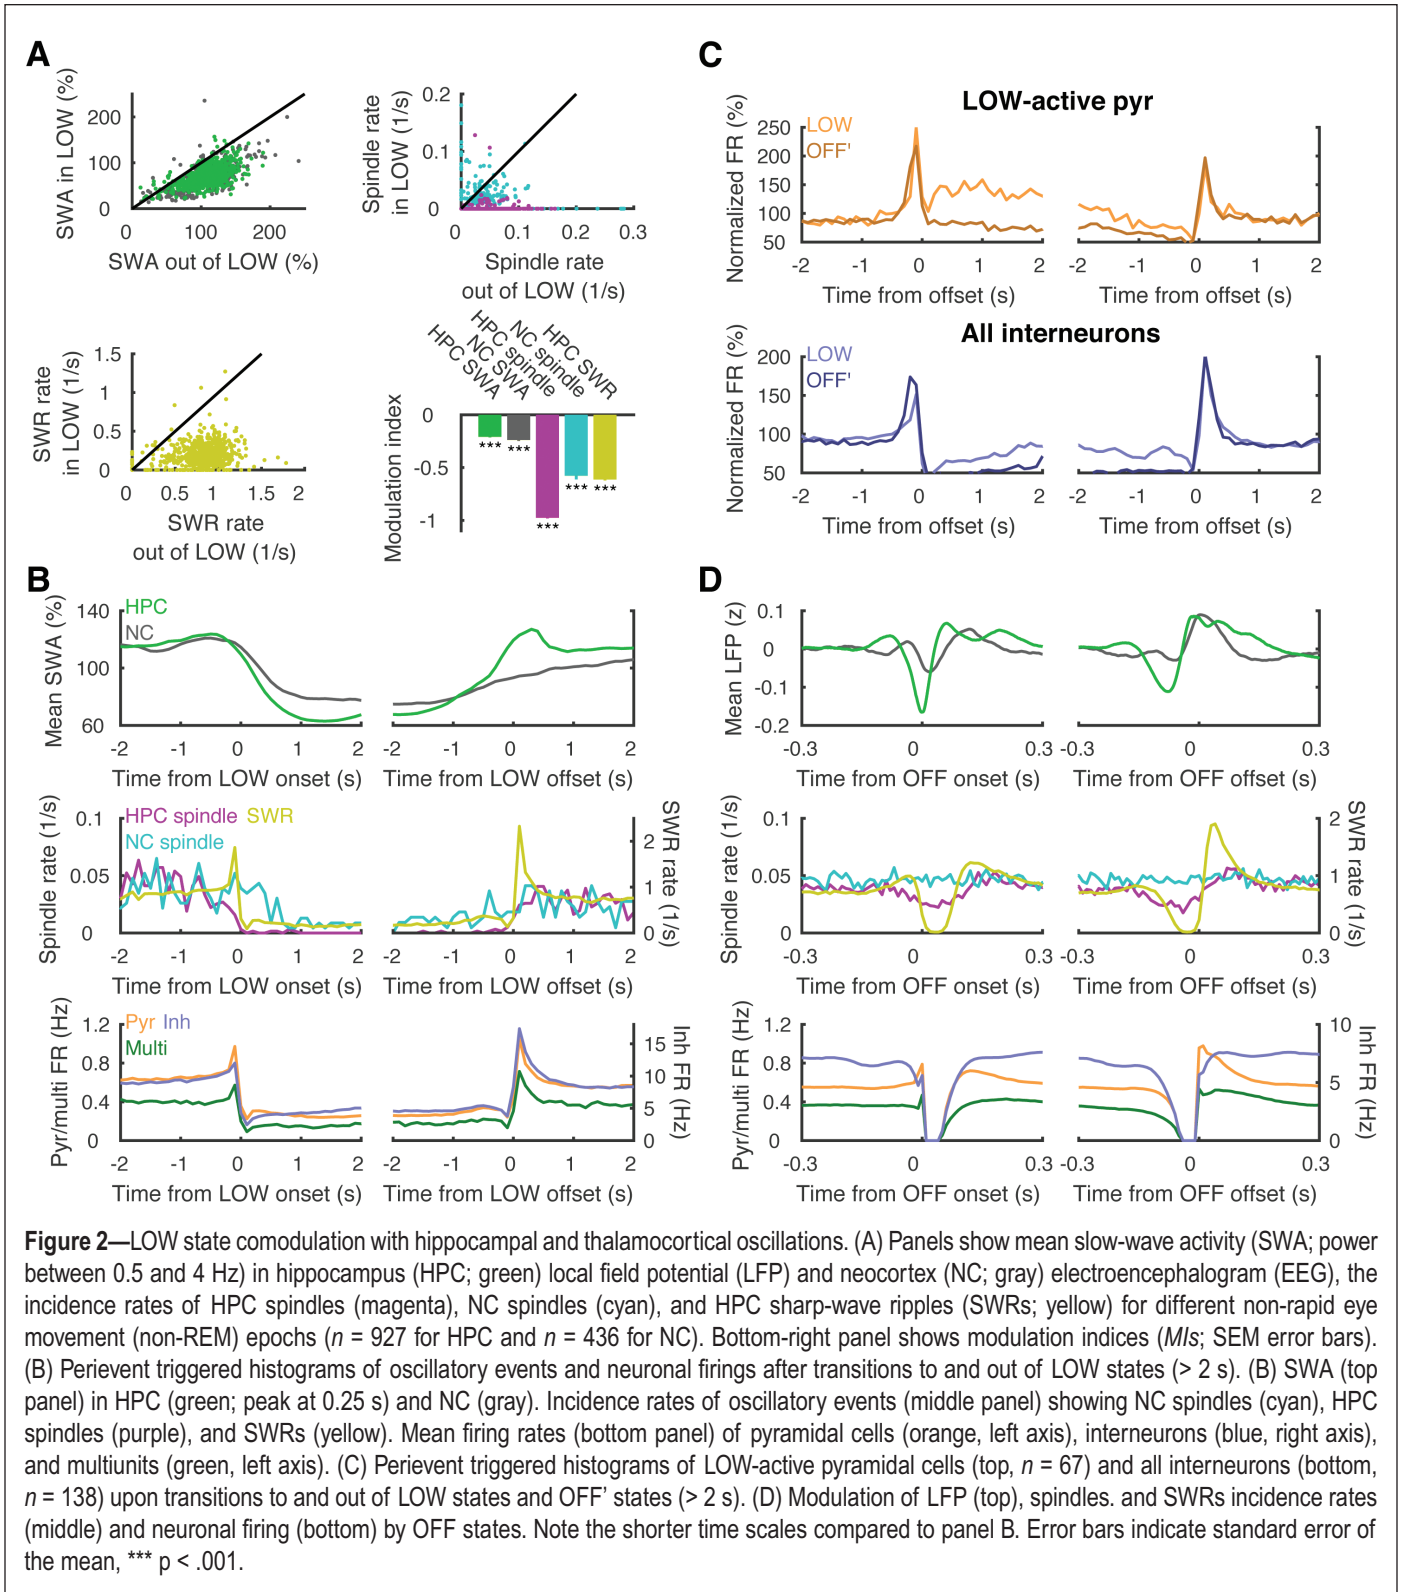 A
SWA in LOW (%)
200
100
0
0
100
200
SWA out of LOW (%)
Spindle rate
in LOW (1/s)
0.2
0.1
0
0
0.1
0.2
0.3
Spindle rate
out of LOW (1/s)
SWR rate
in LOW (1/s)
1.5
1
0.5
0
0
0.5
1
1.5
2
SWR rate
out of LOW (1/s)
HPC SWA
NC SWA
HPC spindle
NC spindle
HPC SWR
Modulation index
0
-0.5
-1
***
***
***
***
***
C
LOW-active pyr
Normalized FR (%)
250
200
150
100
50
LOW
OFF'
-2
-1
0
1
2
Time from offset (s)
-2
-1
0
1
2
Time from offset (s)
All interneurons
Normalized FR (%)
200
100
50
LOW
OFF'
-2
-1
0
1
2
Time from offset (s)
-2
-1
0
1
2
Time from offset (s)
B
Mean SWA (%)
140
100
60
HPC
NC
-2
-1
0
1
2
Time from LOW onset (s)
-2
-1
0
1
2
Time from LOW offset (s)
Spindle rate (1/s)
0.1
0.05
0
HPC spindle SWR
NC spindle
-2
-1
0
1
2
Time from LOW onset (s)
-2
-1
0
1
2
Time from LOW offset (s)
2
1
0
SWR rate (1/s)
Pyr/multi FR (Hz)
1.2
0.8
0.4
0
Pyr Inh
Multi
-2
-1
0
1
2
Time from LOW onset (s)
-2
-1
0
1
2
Time from LOW offset (s)
15
10
5
0
Inh FR (Hz)
D
Mean LFP (z)
0.1
0
-0.1
-0.2
-0.3
0
0.3
Time from OFF onset (s)
-0.3
0
0.3
Time from OFF offset (s)
Spindle rate (1/s)
0.1
0.05
0
-0.3
0
0.3
Time from OFF onset (s)
-0.3
0
0.3
Time from OFF offset (s)
2
1
0
SWR rate (1/s)
Pyr/multi FR (Hz)
1.2
0.8
0.4
0
-0.3
0
0.3
Time from OFF onset (s)
-0.3
0
0.3
Time from OFF offset (s)
10
5
0
Inh FR (Hz)
Figure 2—LOW state comodulation with hippocampal and thalamocortical oscillations. (A) Panels show mean slow-wave activity (SWA; power
between 0.5 and 4 Hz) in hippocampus (HPC; green) local field potential (LFP) and neocortex (NC; gray) electroencephalogram (EEG), the
incidence rates of HPC spindles (magenta), NC spindles (cyan), and HPC sharp-wave ripples (SWRs; yellow) for different non-rapid eye
movement (non-REM) epochs (n = 927 for HPC and n = 436 for NC). Bottom-right panel shows modulation indices (MIs; SEM error bars).
(B) Perievent triggered histograms of oscillatory events and neuronal firings after transitions to and out of LOW states (> 2 s). (B) SWA (top
panel) in HPC (green; peak at 0.25 s) and NC (gray). Incidence rates of oscillatory events (middle panel) showing NC spindles (cyan), HPC
spindles (purple), and SWRs (yellow). Mean firing rates (bottom panel) of pyramidal cells (orange, left axis), interneurons (blue, right axis),
and multiunits (green, left axis). (C) Perievent triggered histograms of LOW-active pyramidal cells (top, n = 67) and all interneurons (bottom,
n = 138) upon transitions to and out of LOW states and OFF' states (> 2 s). (D) Modulation of LFP (top), spindles. and SWRs incidence rates
(middle) and neuronal firing (bottom) by OFF states. Note the shorter time scales compared to panel B. Error bars indicate standard error of
the mean, *** p < .001.